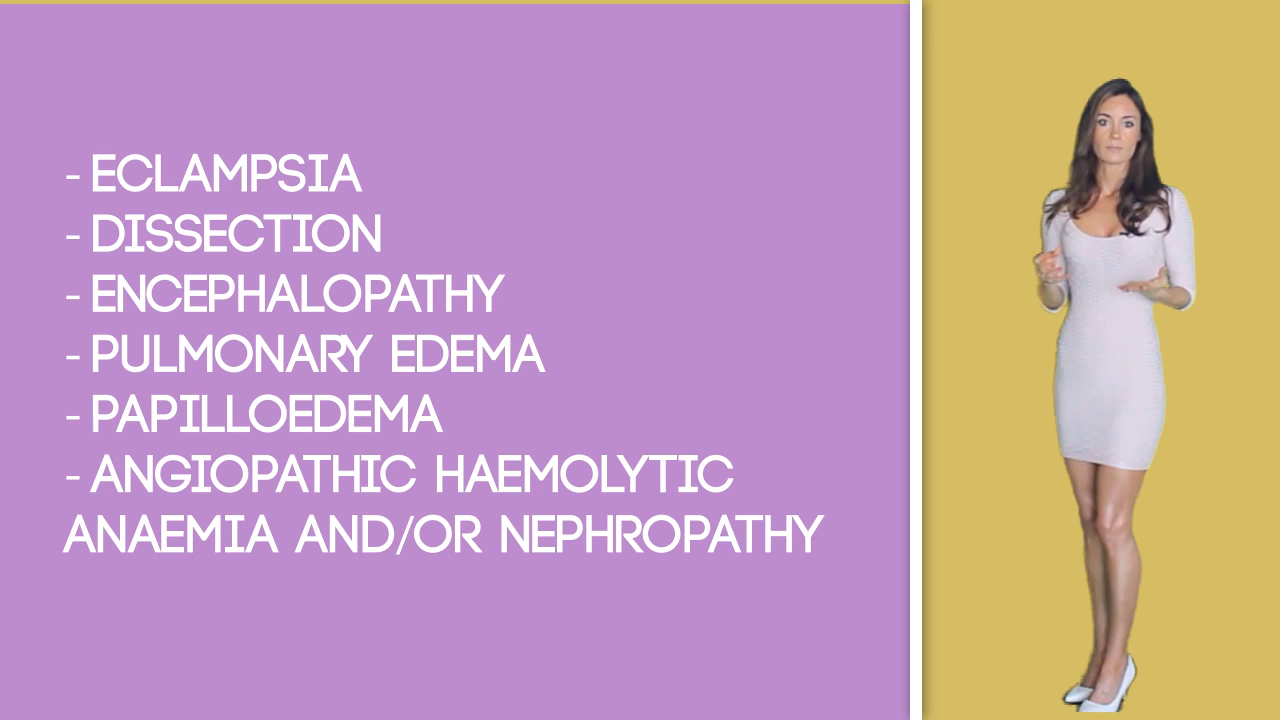 - ECLAMPSIA
- DISSECTION
- ENCEPHALOPATHY
- PULMONARY EDEMA
- PAPILLOEDEMA
- ANGIOPATHIC HAEMOLYTIC
ANAEMIA AND/OR NEPHROPATHY